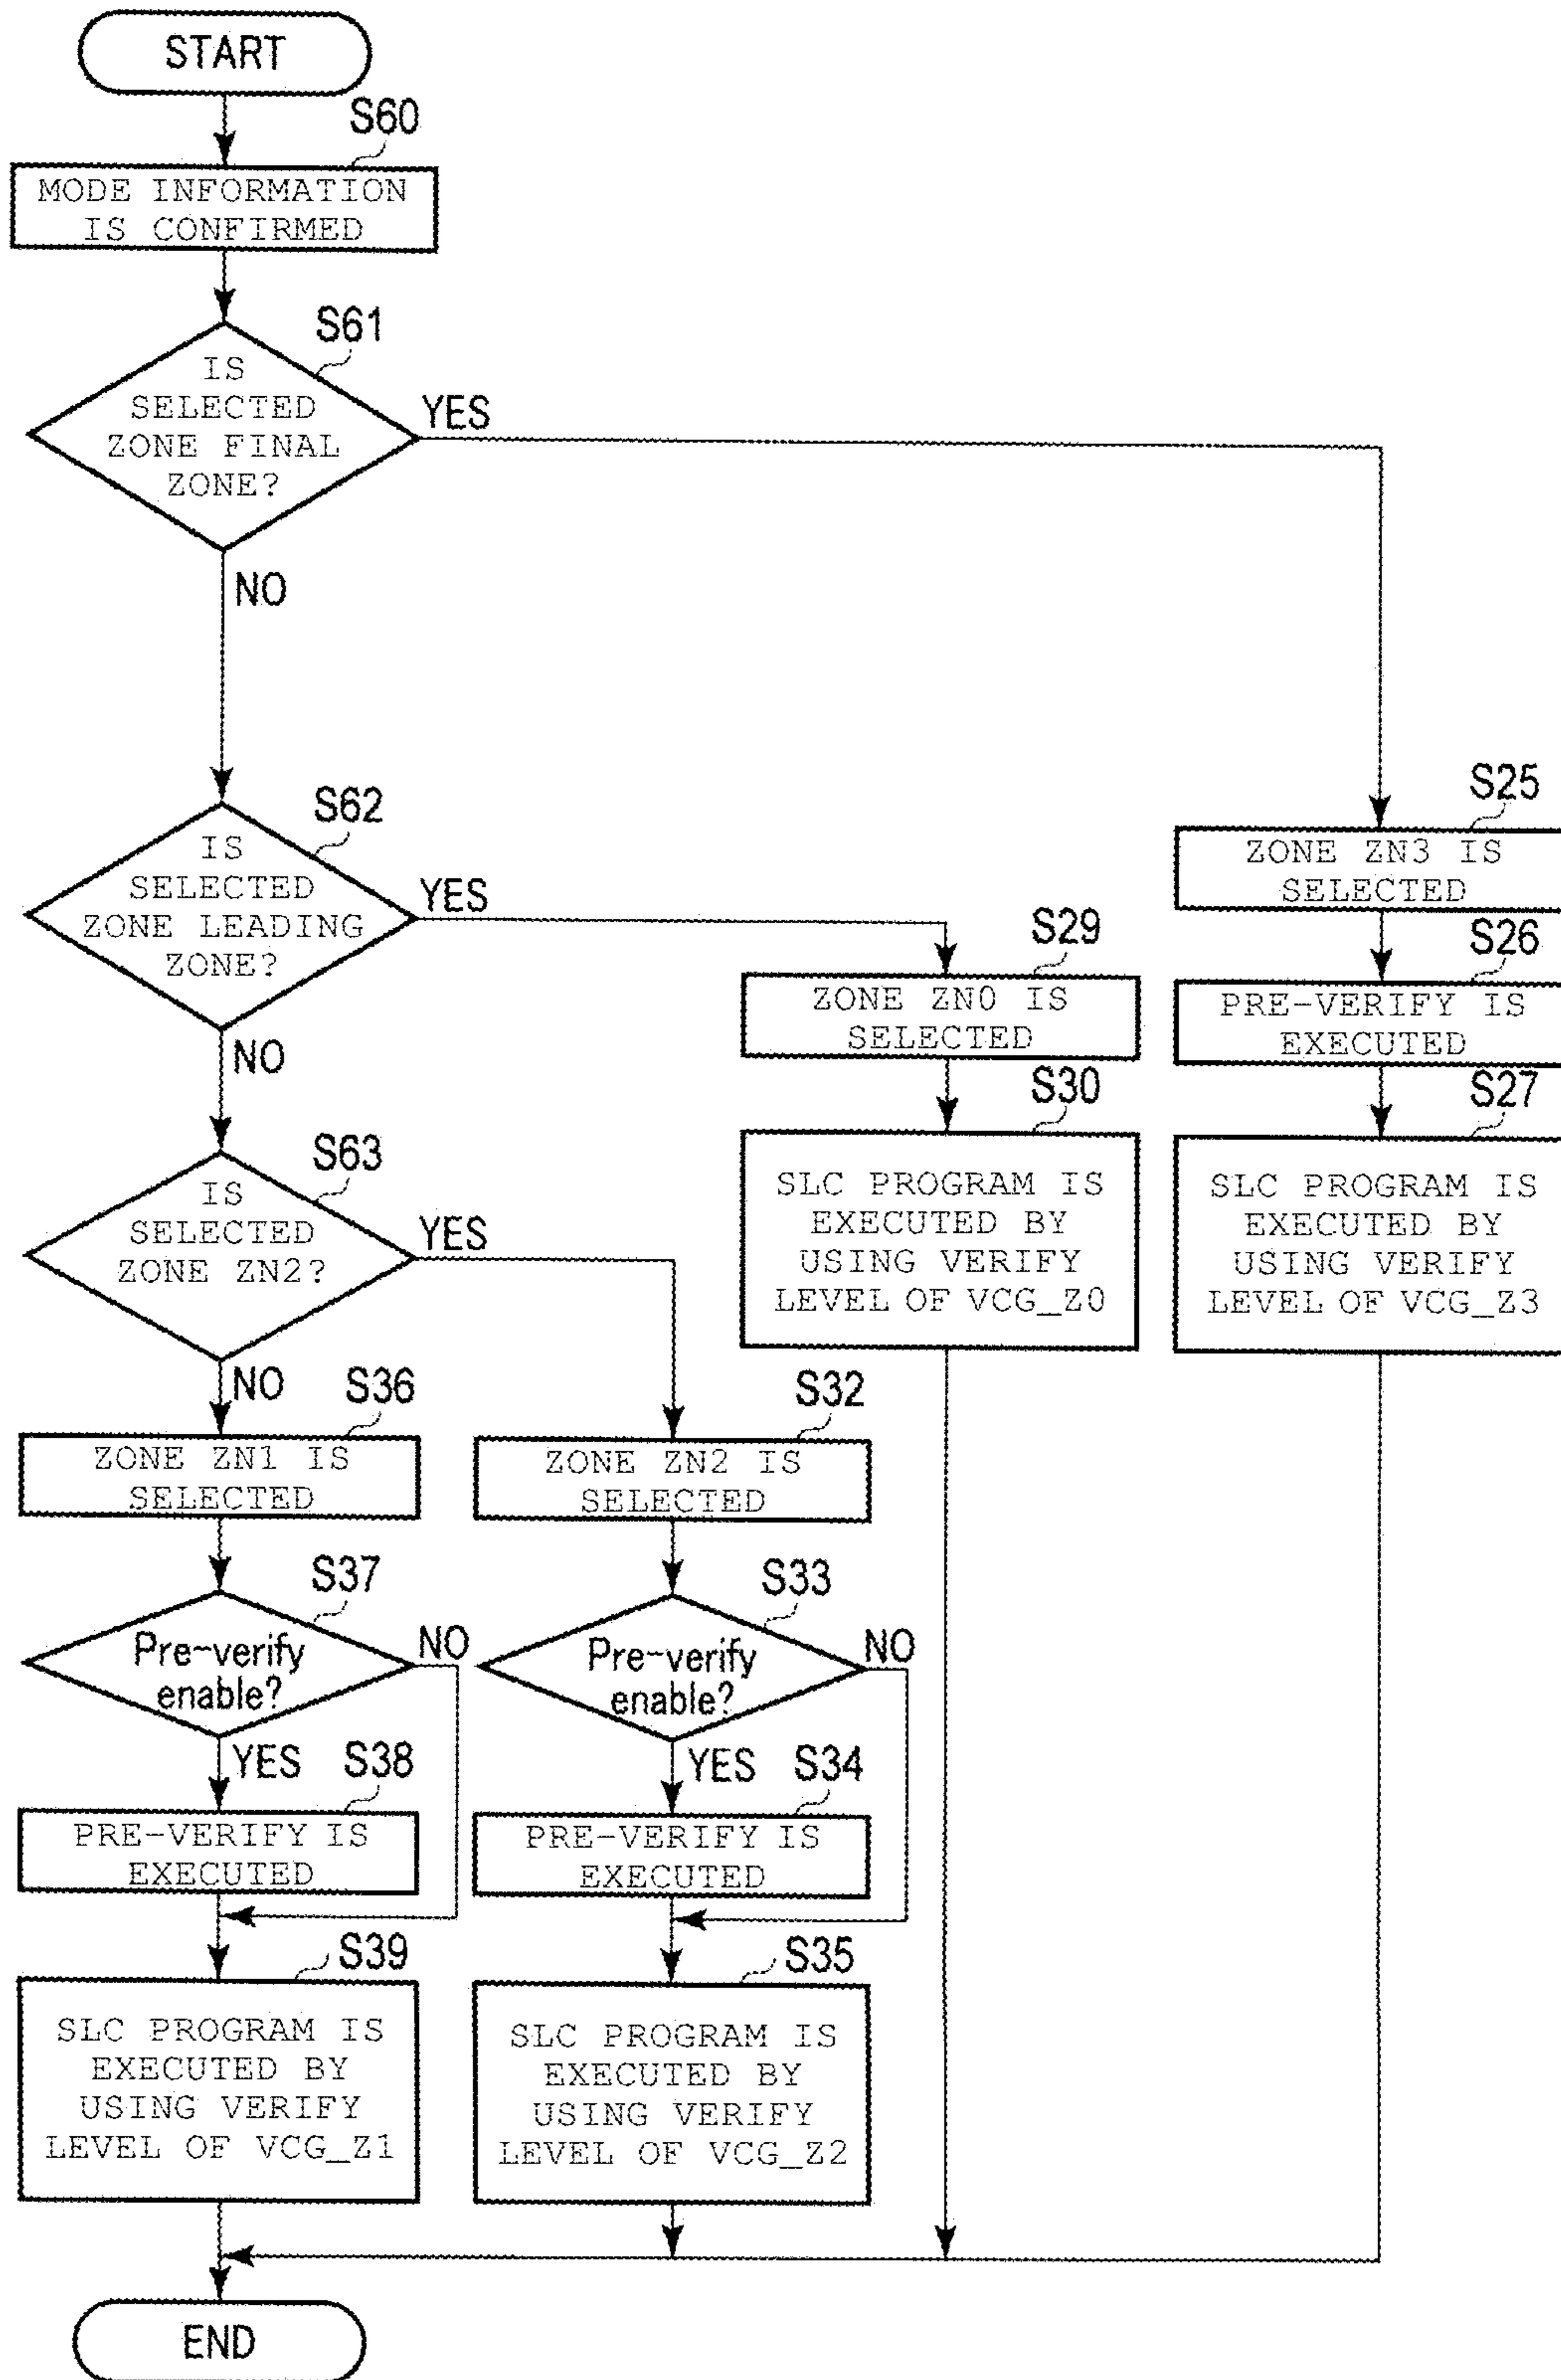 START
S60
MODE INFORMATION
IS CONFIRMED
S61
IS
SELECTED
ZONE FINAL
ZONE?
YES
NO
S62
IS
SELECTED
ZONE LEADING
ZONE?
YES
NO
S25
ZONE ZN3 IS
SELECTED
S29
ZONE ZN0 IS
SELECTED
S26
PRE-VERIFY IS
EXECUTED
S30
SLC PROGRAM IS
EXECUTED BY
USING VERIFY
LEVEL OF VCG_Z0
S27
SLC PROGRAM IS
EXECUTED BY
USING VERIFY
LEVEL OF VCG_Z3
S63
IS
SELECTED
ZONE ZN2?
YES
NO
S36
ZONE ZN1 IS
SELECTED
S32
ZONE ZN2 IS
SELECTED
S37
Pre-verify
enable?
NO
YES
S33
Pre-verify
enable?
NO
YES
S38
PRE-VERIFY IS
EXECUTED
S34
PRE-VERIFY IS
EXECUTED
S39
SLC PROGRAM IS
EXECUTED BY
USING VERIFY
LEVEL OF VCG_Z1
S35
SLC PROGRAM IS
EXECUTED BY
USING VERIFY
LEVEL OF VCG_Z2
END